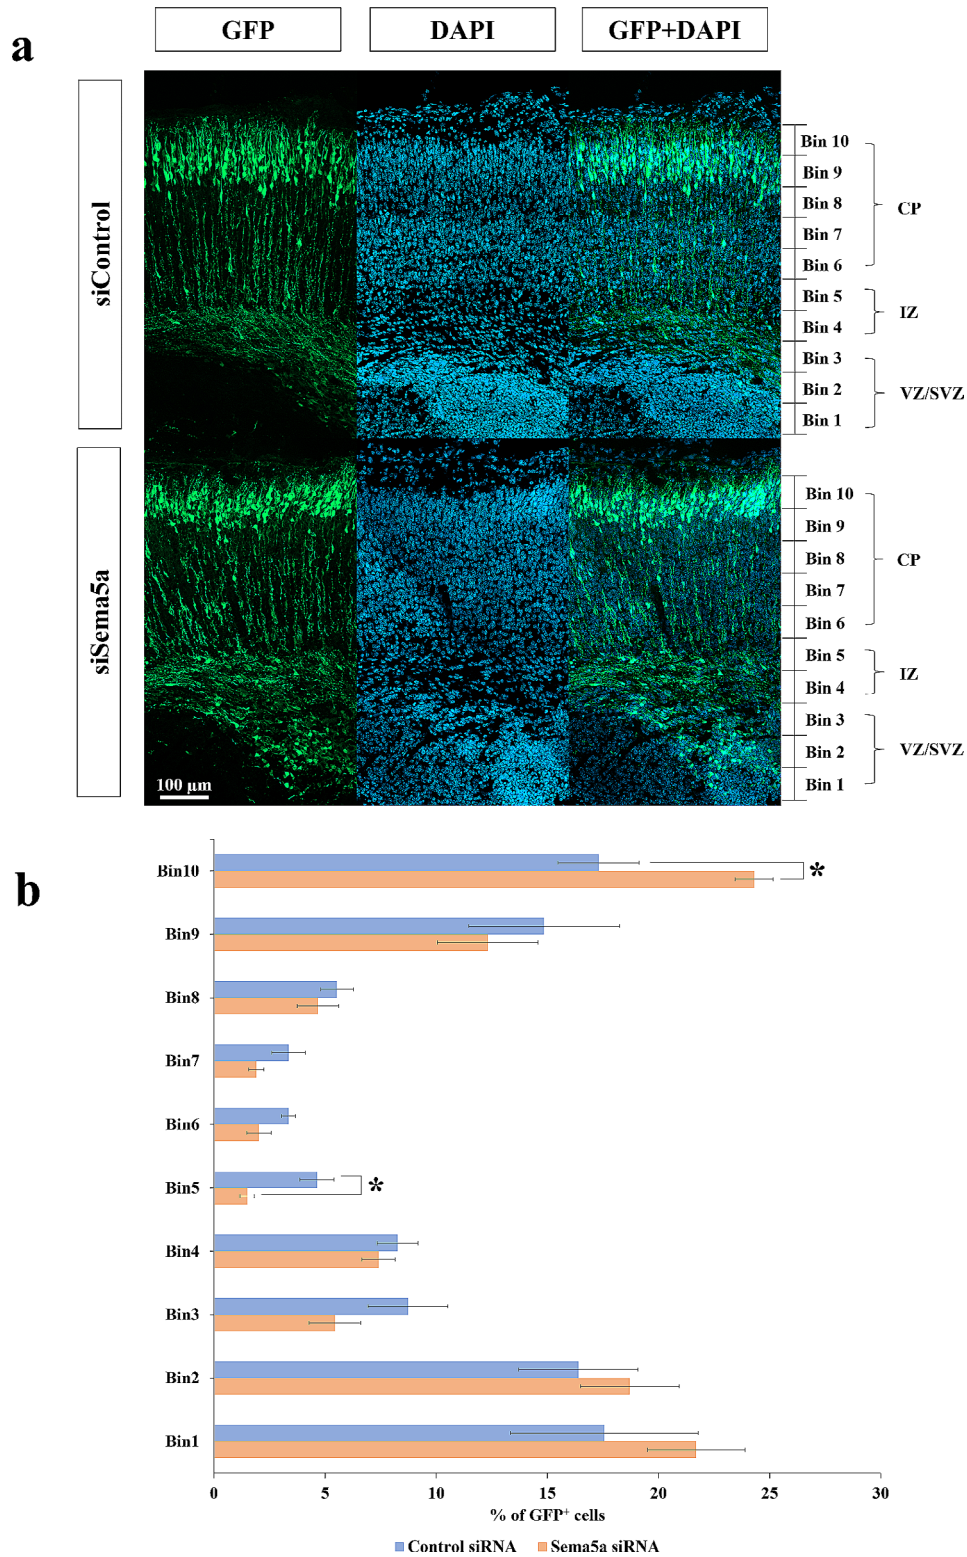 a
GFP
DAPI
GFP+DAPI
siControl
Bin 10
Bin 9
Bin 8
Bin 7
Bin 6
Bin 5
Bin 4
Bin 3
Bin 2
Bin 1
CP
IZ
VZ/SVZ
siSema5a
Bin 10
Bin 9
Bin 8
Bin 7
Bin 6
Bin 5
Bin 4
Bin 3
Bin 2
Bin 1
CP
IZ
VZ/SVZ
100 µm
b
Bin10
*
Bin9
Bin8
Bin7
Bin6
Bin5
*
Bin4
Bin3
Bin2
Bin1
0 5 10 15 20 25 30
% of GFP⁺ cells
Control siRNA Sema5a siRNA